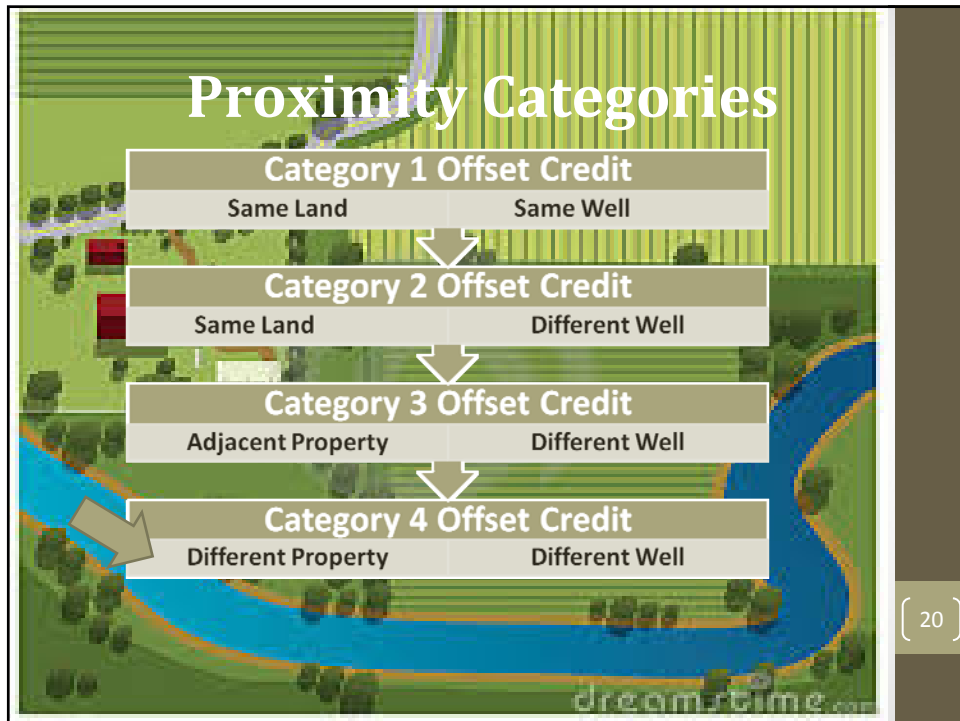 Proximity Categories
Category 1 Offset Credit
Same Land Same Well
Category 2 Offset Credit
Same Land Different Well
Category 3 Offset Credit
Adjacent Property Different Well
Category 4 Offset Credit
Different Property Different Well
20
dreamstime.com